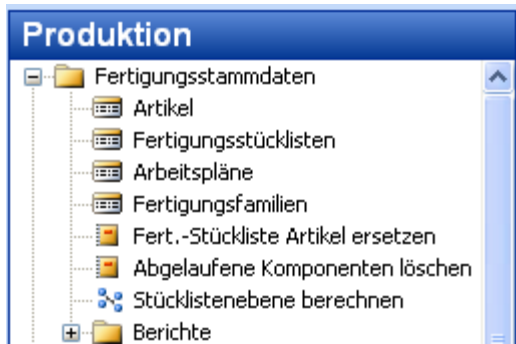 Produktion
Fertigungsstammdaten
Artikel
Fertigungsstücklisten
Arbeitspläne
Fertigungsfamilien
Fert.-Stückliste Artikel ersetzen
Abgelaufene Komponenten löschen
Stücklistenebene berechnen
Berichte